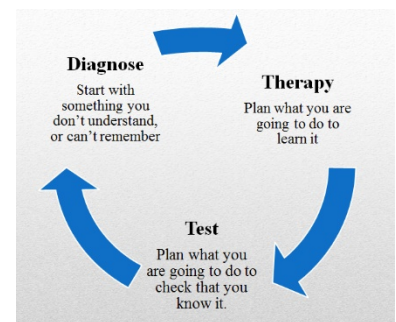 Diagnose
Start with
something you
don't understand,
or can't remember
Therapy
Plan what you are
going to do to
learn it
Test
Plan what you
are going to do to
check that you
know it.